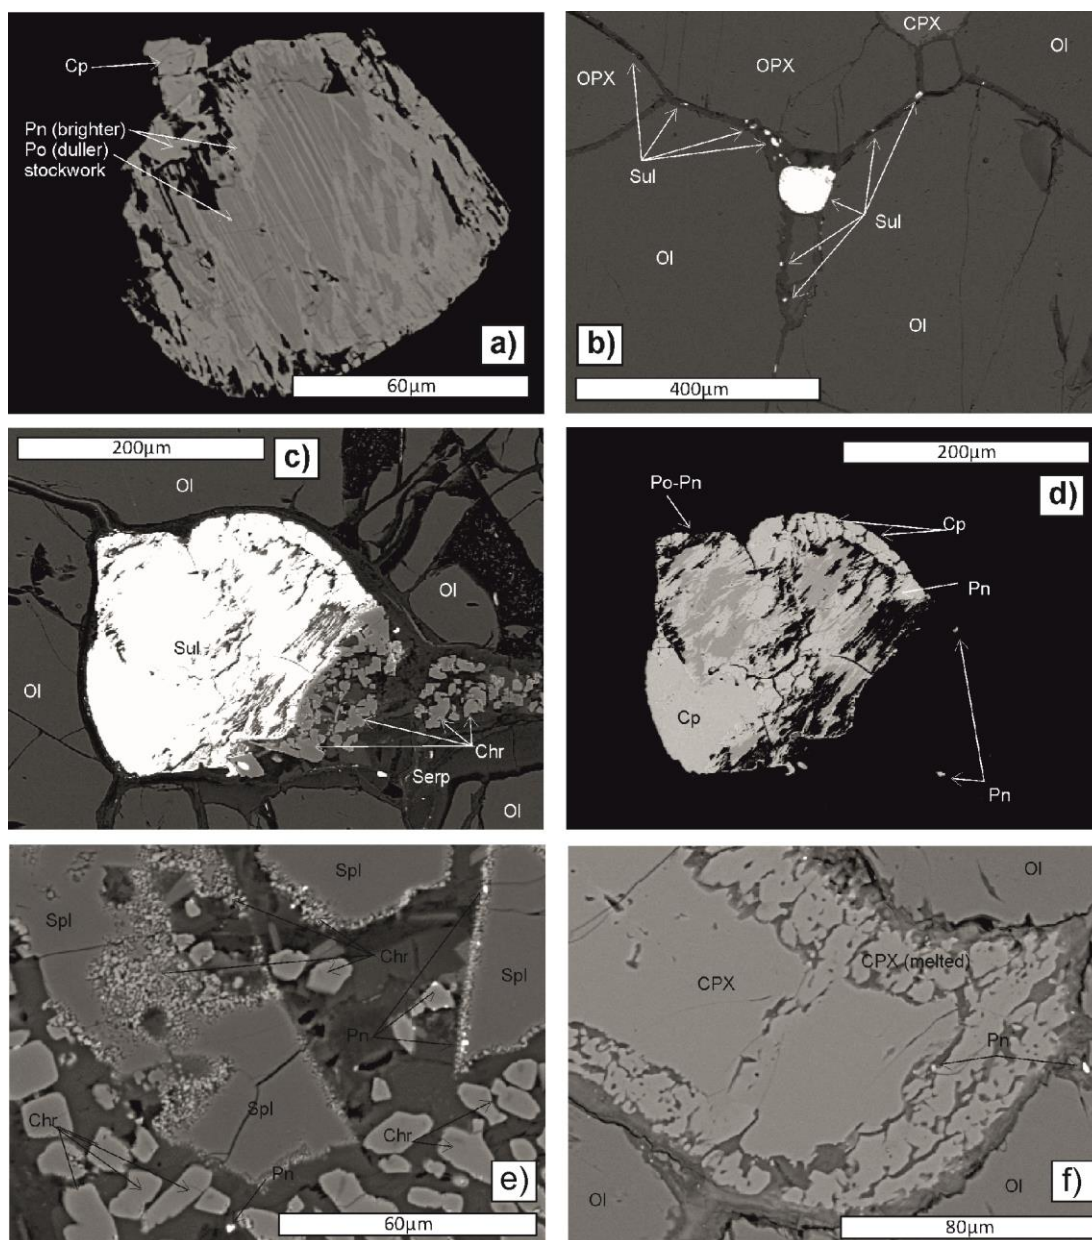 Cp
Pn (brighter)
Po (duller)
stockwork
a)
60µm
CPX
Ol
OPX
OPX
Sul
Sul
Ol
Ol
b)
400µm
200µm
c)
Ol
Ol
Sul
Ol
Chr
Serp
Ol
200µm
d)
Po-Pn
Cp
Pn
Cp
Pn
Spl
Spl
Chr
Spl
Pn
Spl
Chr
Chr
Pn
e)
60µm
Ol
CPX (melted)
CPX
Pn
Ol
Ol
f)
80µm